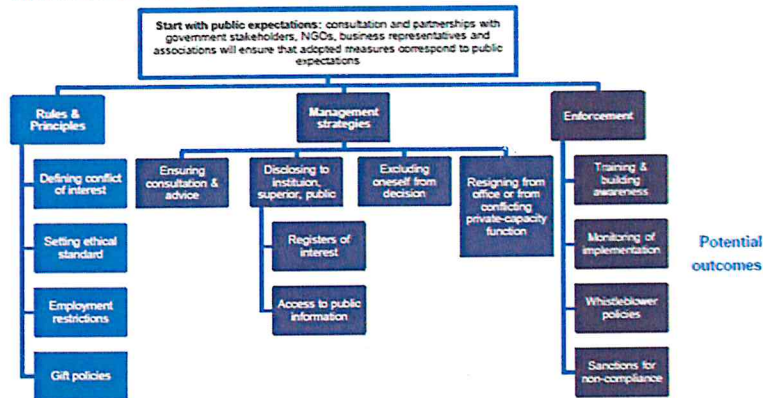 Start with public expectations: consultation and partnerships with
government stakeholders, NGOs, business representatives and
associations will ensure that adopted measures correspond to public
expectations
Rules &
Principles
Management
strategies
Enforcement
Defining conflict
of interest
Ensuring
consultation &
advice
Disclosing to
instituion,
superior, public
Excluding
oneself from
decision
Resigning from
office or from
conflicting
private-capacity
function
Training &
building
awareness
Setting ethical
standard
Registers of
interest
Monitoring of
implementation
Potential
outcomes
Employment
restrictions
Access to public
information
Whistleblower
policies
Gift policies
Sanctions for
non-compliance